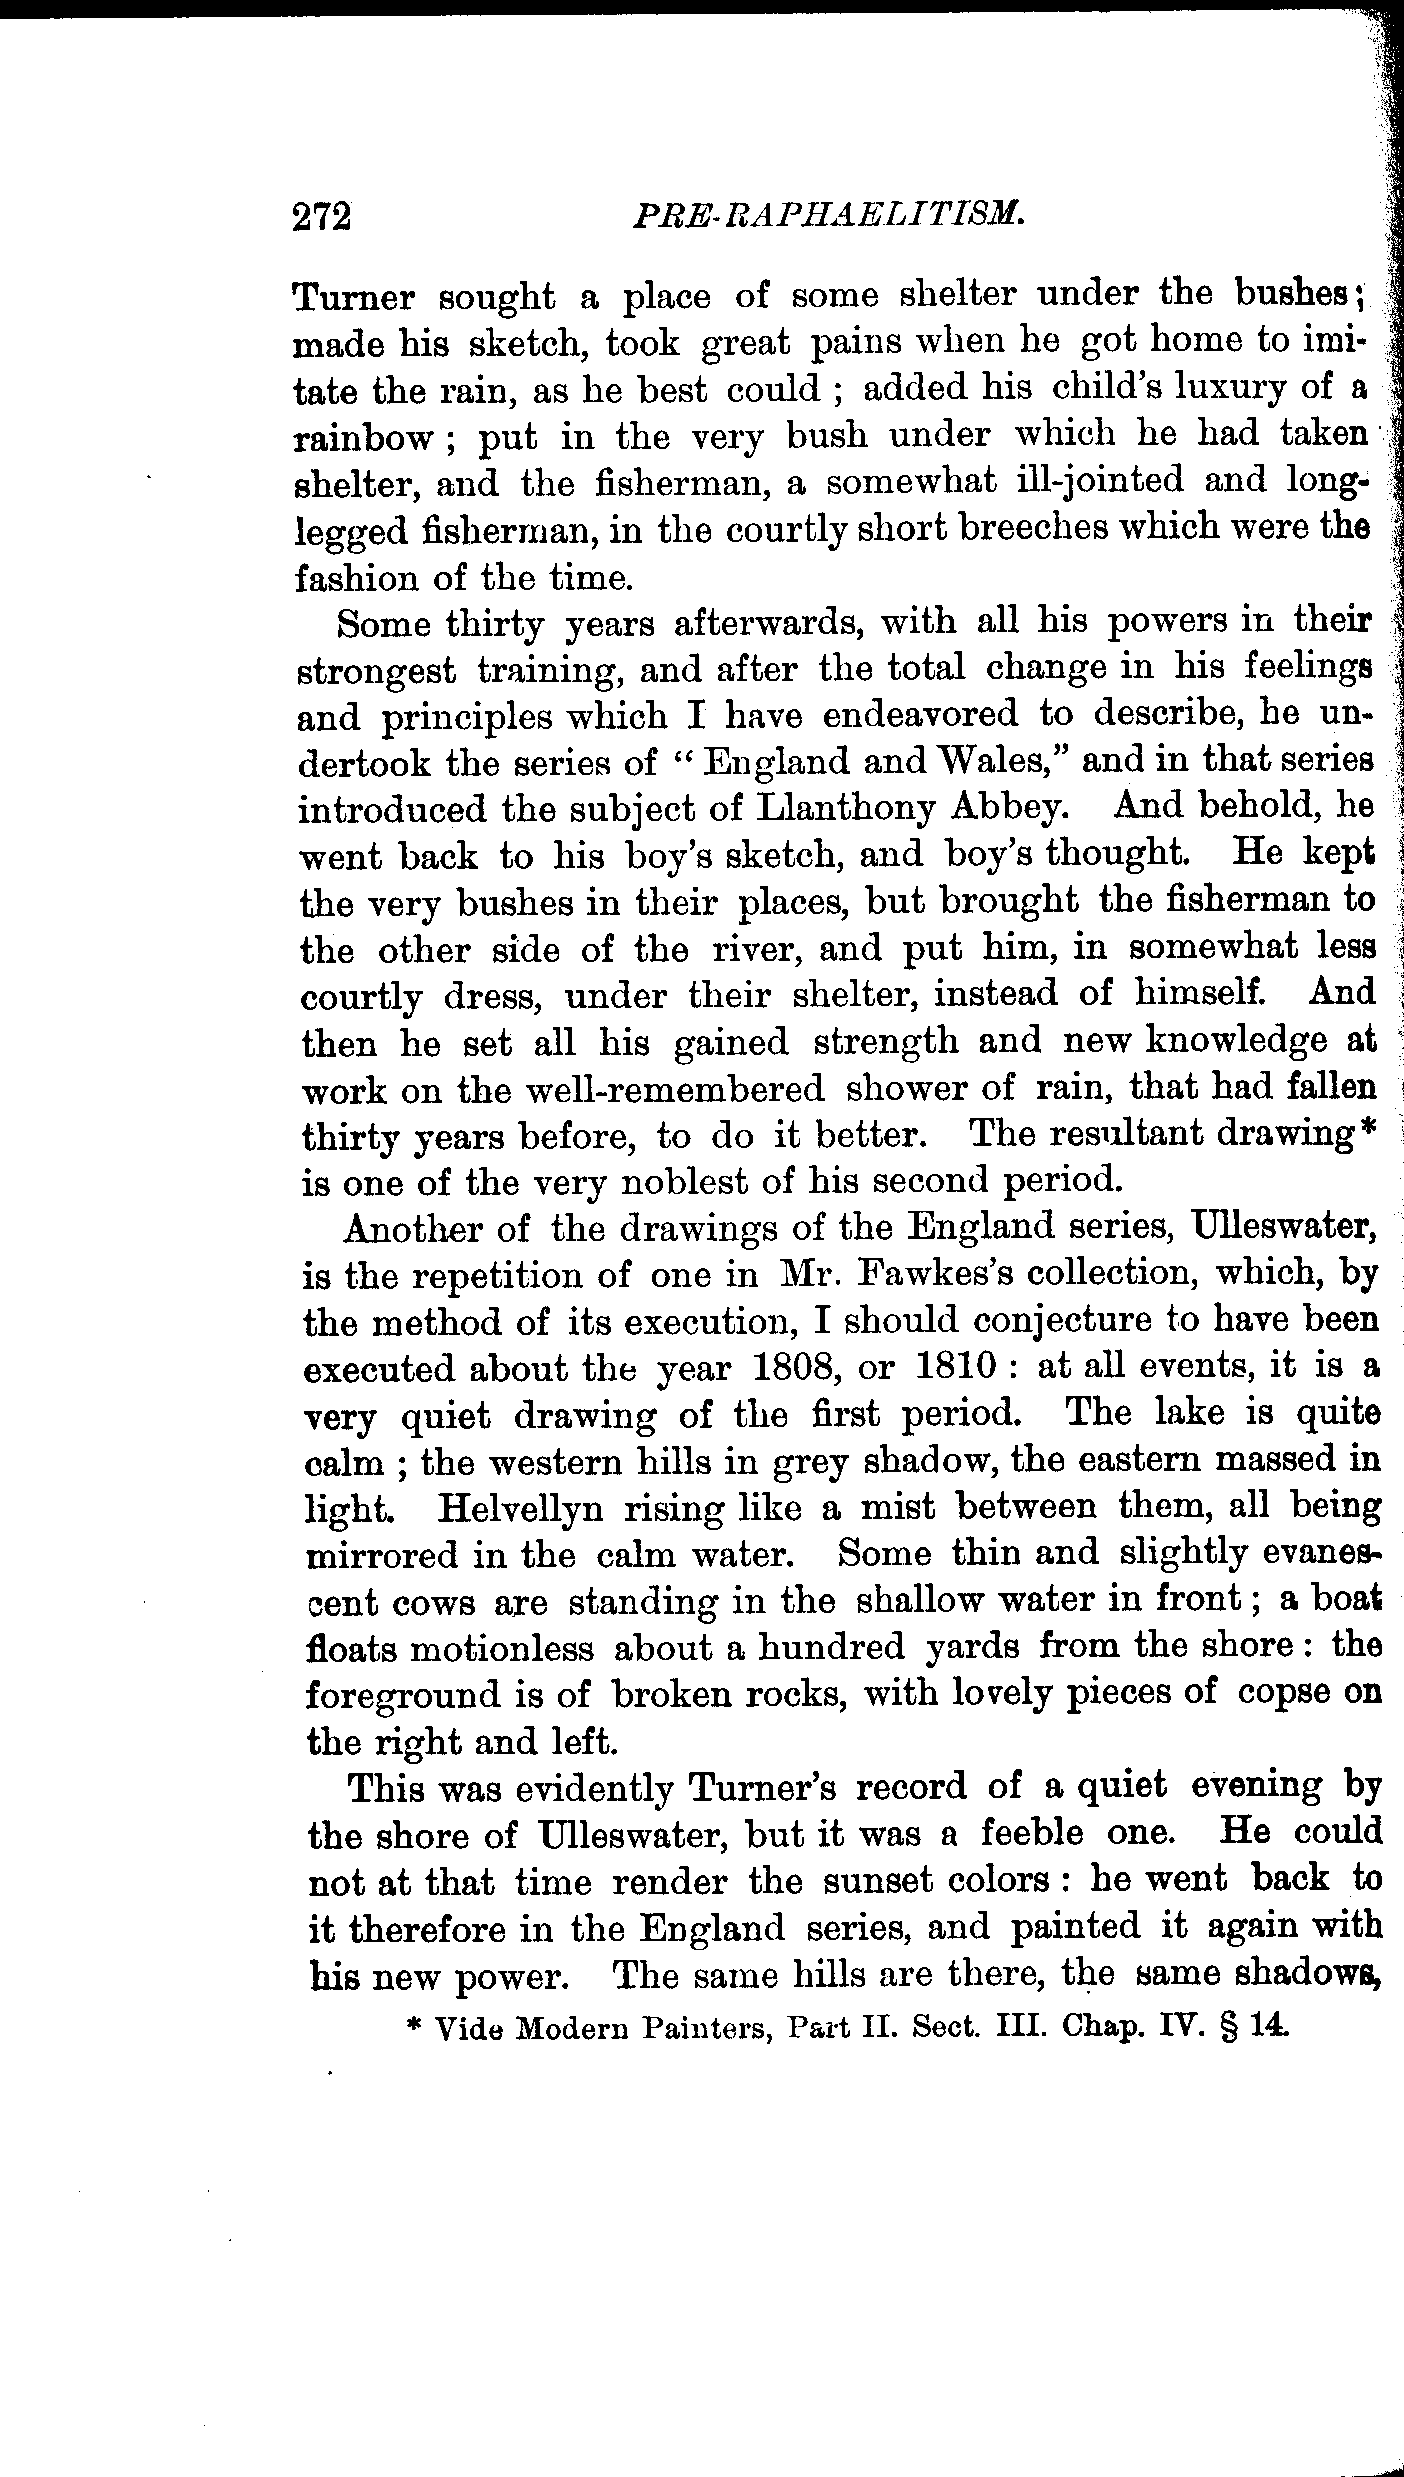 272 PRE-RAPHAELITISM.
Turner sought a place of some shelter under the bushes;
made his sketch, took great pains when he got home to imi-
tate the rain, as he best could ; added his child's luxury of a
rainbow ; put in the very bush under which he had taken
shelter, and the fisherman, a somewhat ill-jointed and long-
legged fisherman, in the courtly short breeches which were the
fashion of the time.
Some thirty years afterwards, with all his powers in their
strongest training, and after the total change in his feelings
and principles which I have endeavored to describe, he un-
dertook the series of “ England and Wales,” and in that series
introduced the subject of Llanthony Abbey. And behold, he
went back to his boy's sketch, and boy's thought. He kept
the very bushes in their places, but brought the fisherman to
the other side of the river, and put him, in somewhat less
courtly dress, under their shelter, instead of himself. And
then he set all his gained strength and new knowledge at
work on the well-remembered shower of rain, that had fallen
thirty years before, to do it better. The resultant drawing*
is one of the very noblest of his second period.
Another of the drawings of the England series, Ulleswater,
is the repetition of one in Mr. Fawkes's collection, which, by
the method of its execution, I should conjecture to have been
executed about the year 1808, or 1810 : at all events, it is a
very quiet drawing of the first period. The lake is quite
calm ; the western hills in grey shadow, the eastern massed in
light. Helvellyn rising like a mist between them, all being
mirrored in the calm water. Some thin and slightly evanes-
cent cows are standing in the shallow water in front ; a boat
floats motionless about a hundred yards from the shore : the
foreground is of broken rocks, with lovely pieces of copse on
the right and left.
This was evidently Turner's record of a quiet evening by
the shore of Ulleswater, but it was a feeble one. He could
not at that time render the sunset colors : he went back to
it therefore in the England series, and painted it again with
his new power. The same hills are there, the same shadows,
* Vide Modern Painters, Part II. Sect. III. Chap. IV. § 14.